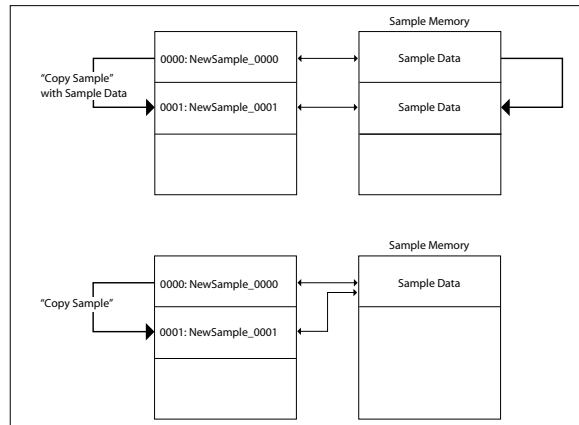 Sample Memory
0000: NewSample_0000
Sample Data
“Copy Sample”
with Sample Data
0001: NewSample_0001
Sample Data
Sample Memory
0000: NewSample_0000
Sample Data
“Copy Sample”
0001: NewSample_0001